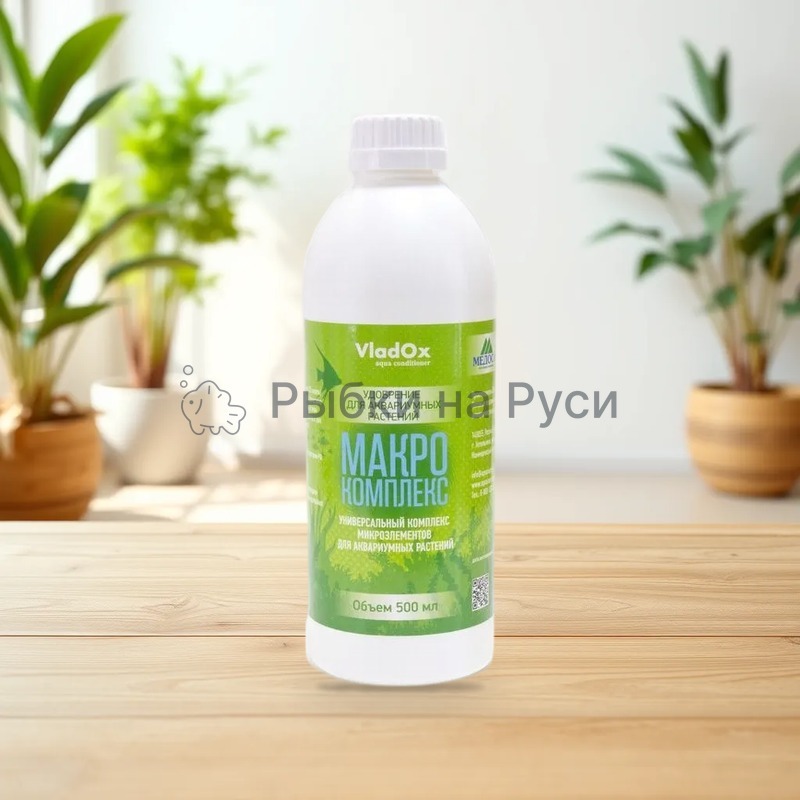 VladOx
aqua conditioner
УДОБРЕНИЕ
ДЛЯ АКВАРИУМНЫХ
РАСТЕНИЙ
Рыбки на Руси
МАКРО
КОМПЛЕКС
УНИВЕРСАЛЬНЫЙ КОМПЛЕКС
МИКРОЭЛЕМЕНТОВ
ДЛЯ АКВАРИУМНЫХ РАСТЕНИЙ
Объем 500 мл